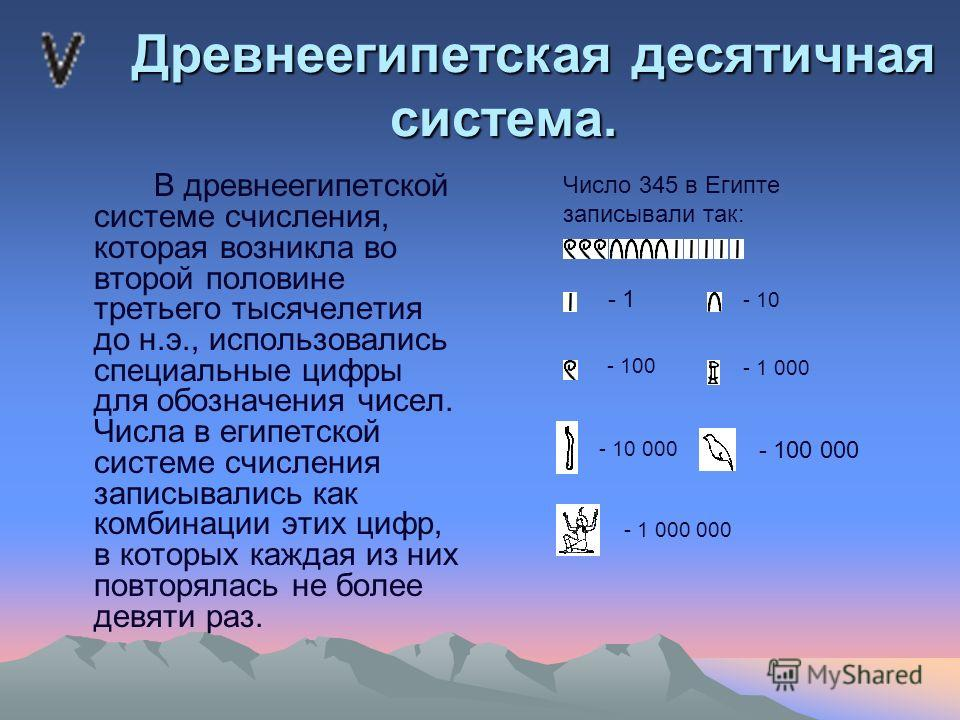 V
Древнеегипетская десятичная
система.
В древнеегипетской
системе счисления,
которая возникла во
второй половине
третьего тысячелетия
до н.э., использовались
специальные цифры
для обозначения чисел.
Числа в египетской
системе счисления
записывались как
комбинации этих цифр,
в которых каждая из них
повторялась не более
девяти раз.
Число 345 в Египте
записывали так:
- 1
- 10
- 100
- 1 000
- 10 000
- 100 000
- 1 000 000
MyShared